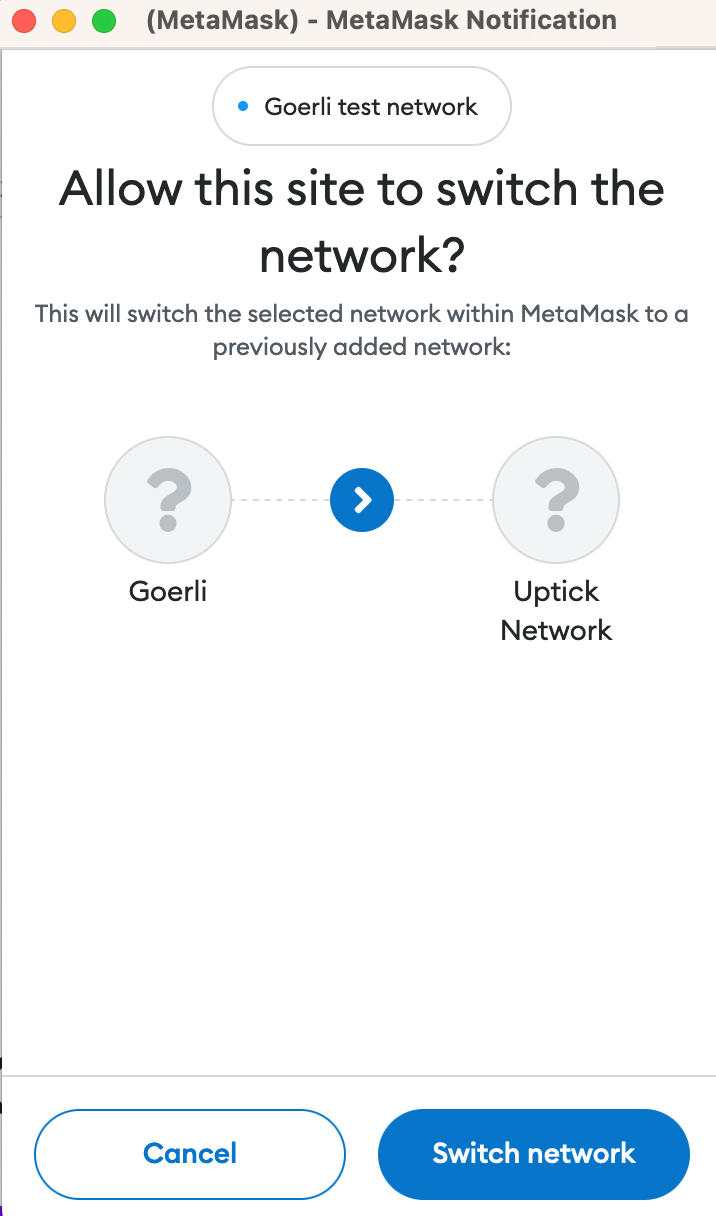 (MetaMask) - MetaMask Notification
Goerli test network
Allow this site to switch the
network?
This will switch the selected network within MetaMask to a
previously added network:
?
?
Goerli
Uptick
Network
Cancel
Switch network